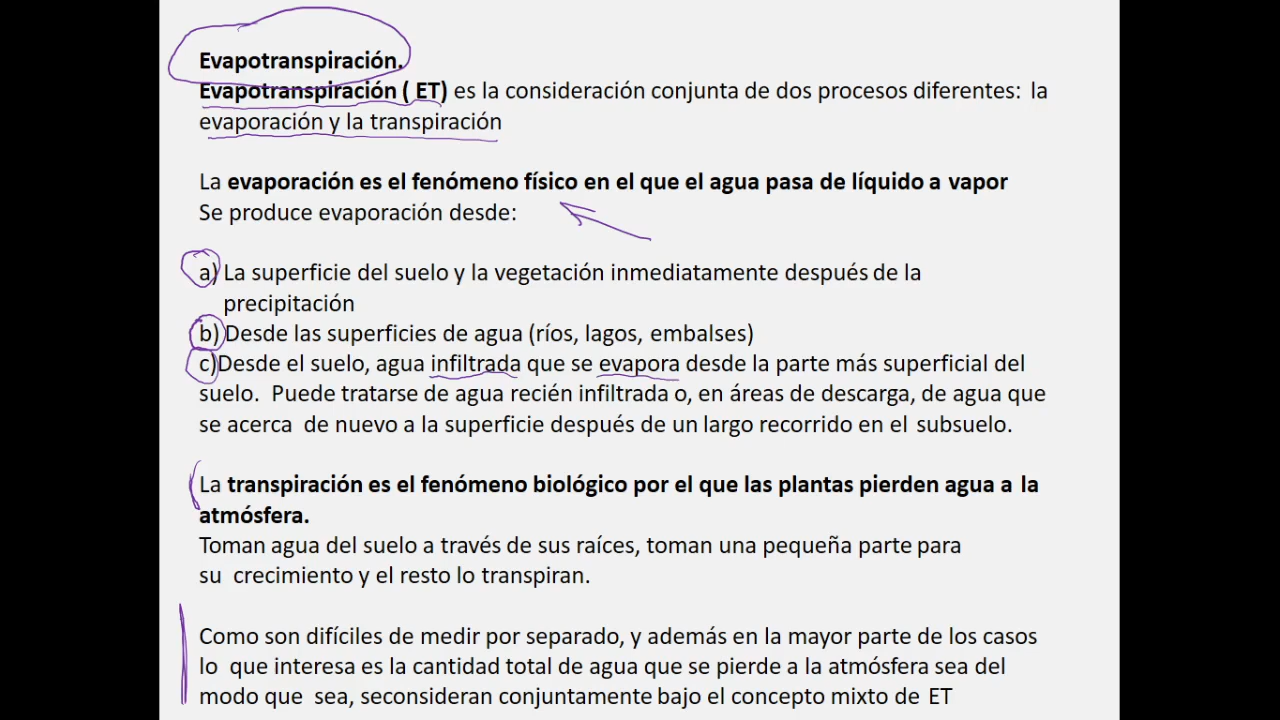 Evapotranspiración.
Evapotranspiración ( ET) es la consideración conjunta de dos procesos diferentes: la
evaporación y la transpiración
La evaporación es el fenómeno físico en el que el agua pasa de líquido a vapor
Se produce evaporación desde:
a) La superficie del suelo y la vegetación inmediatamente después de la
precipitación
b) Desde las superficies de agua (ríos, lagos, embalses)
c)Desde el suelo, agua infiltrada que se evapora desde la parte más superficial del
suelo. Puede tratarse de agua recién infiltrada o, en áreas de descarga, de agua que
se acerca de nuevo a la superficie después de un largo recorrido en el subsuelo.
La transpiración es el fenómeno biológico por el que las plantas pierden agua a la
atmósfera.
Toman agua del suelo a través de sus raíces, toman una pequeña parte para
su crecimiento y el resto lo transpiran.
Como son difíciles de medir por separado, y además en la mayor parte de los casos
lo que interesa es la cantidad total de agua que se pierde a la atmósfera sea del
modo que sea, seconsideran conjuntamente bajo el concepto mixto de ET